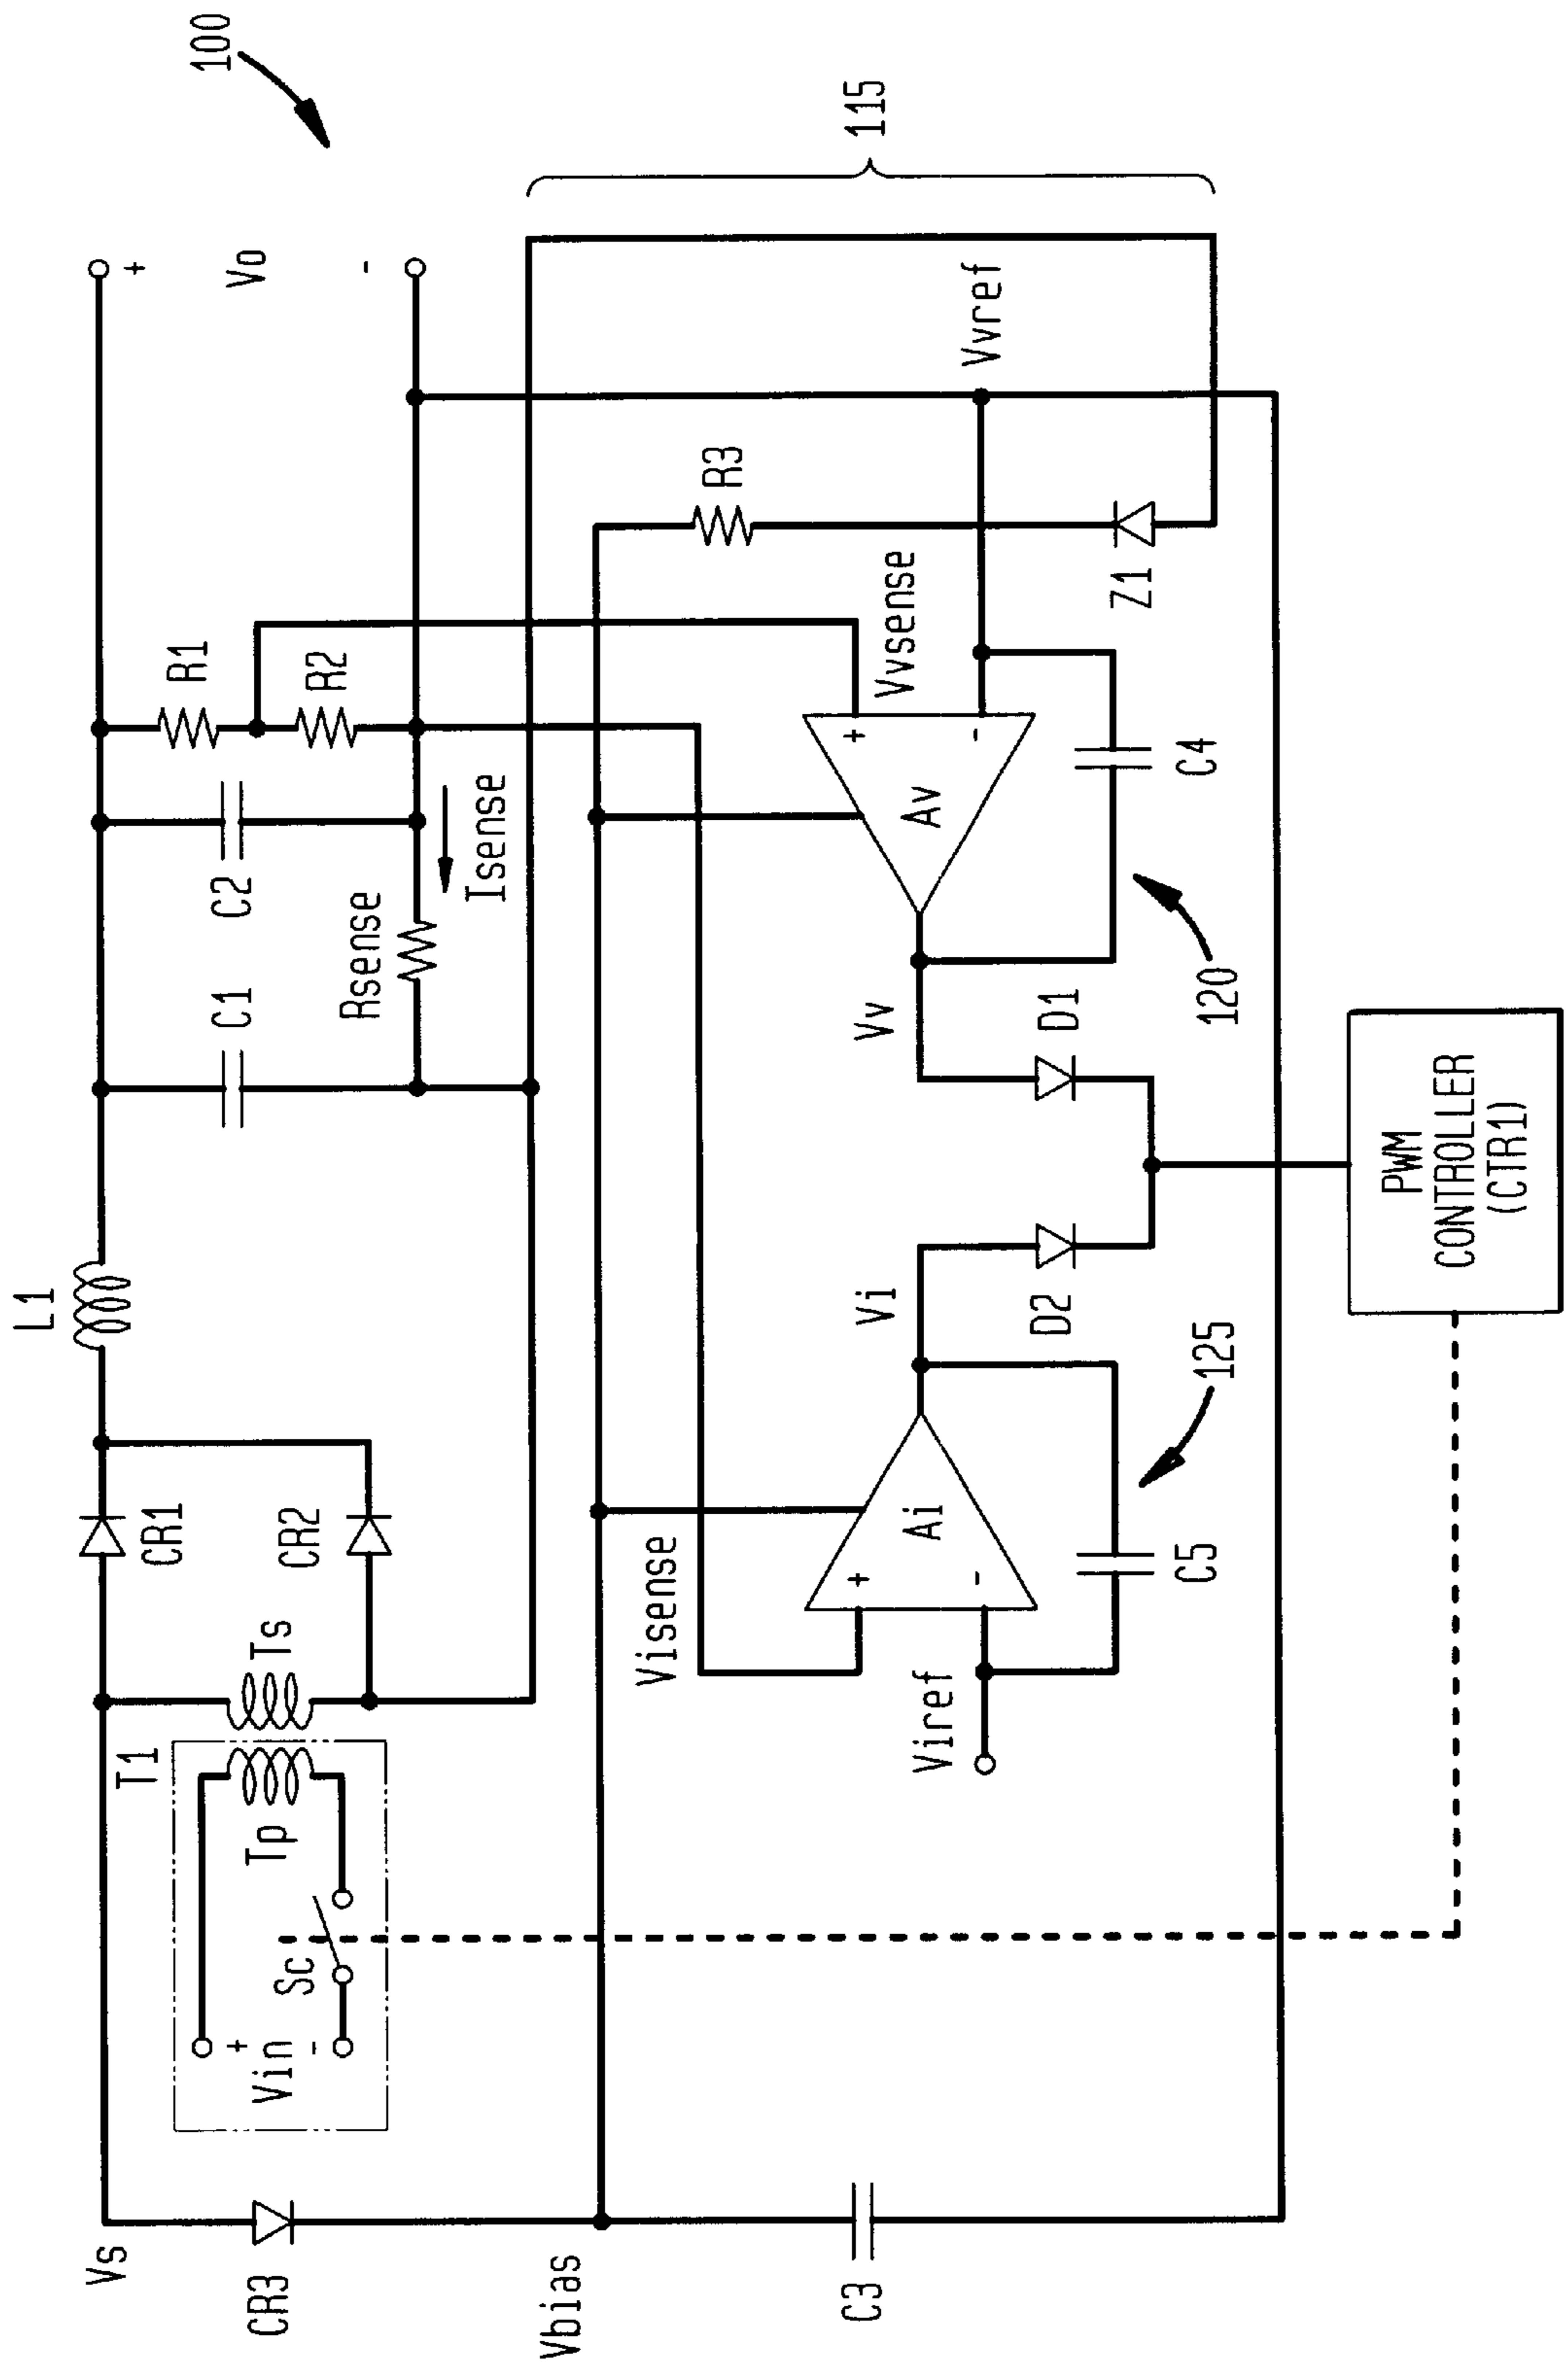 100
115
+
Vo
-
Vvref
R3
Z1
R1
R2
Vvsense
+
-
Av
C4
C2
Isense
Rsense
C1
120
Vv
D1
L1
Vi
D2
PWM
CONTROLLER
(CTR1)
125
CR1
CR2
Ai
+
-
C5
Visense
Ts
T1
Tp
Viref
Sc
+
Vin
-
Vs
CR3
Vbias
C3